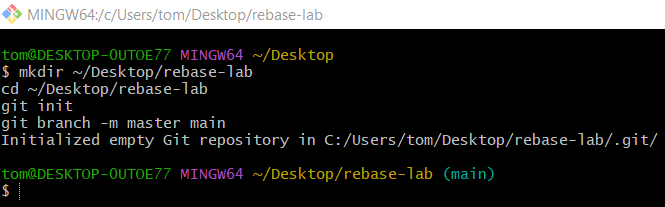 MINGW64:/c/Users/tom/Desktop/rebase-lab
tom@DESKTOP-OUTOE77 MINGW64 ~/Desktop
$ mkdir ~/Desktop/rebase-lab
cd ~/Desktop/rebase-lab
git init
git branch -m master main
Initialized empty Git repository in C:/Users/tom/Desktop/rebase-lab/.git/
tom@DESKTOP-OUTOE77 MINGW64 ~/Desktop/rebase-lab (main)
$